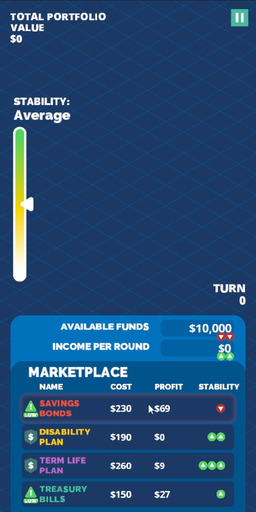 TOTAL PORTFOLIO
VALUE
$0
STABILITY:
Average
TURN
0
AVAILABLE FUNDS $10,000
INCOME PER ROUND $0
MARKETPLACE
NAME COST PROFIT STABILITY
LOW SAVINGS BONDS $230 $69
$ DISABILITY PLAN $190 $0
$ TERM LIFE PLAN $260 $9
LOW TREASURY BILLS $150 $27